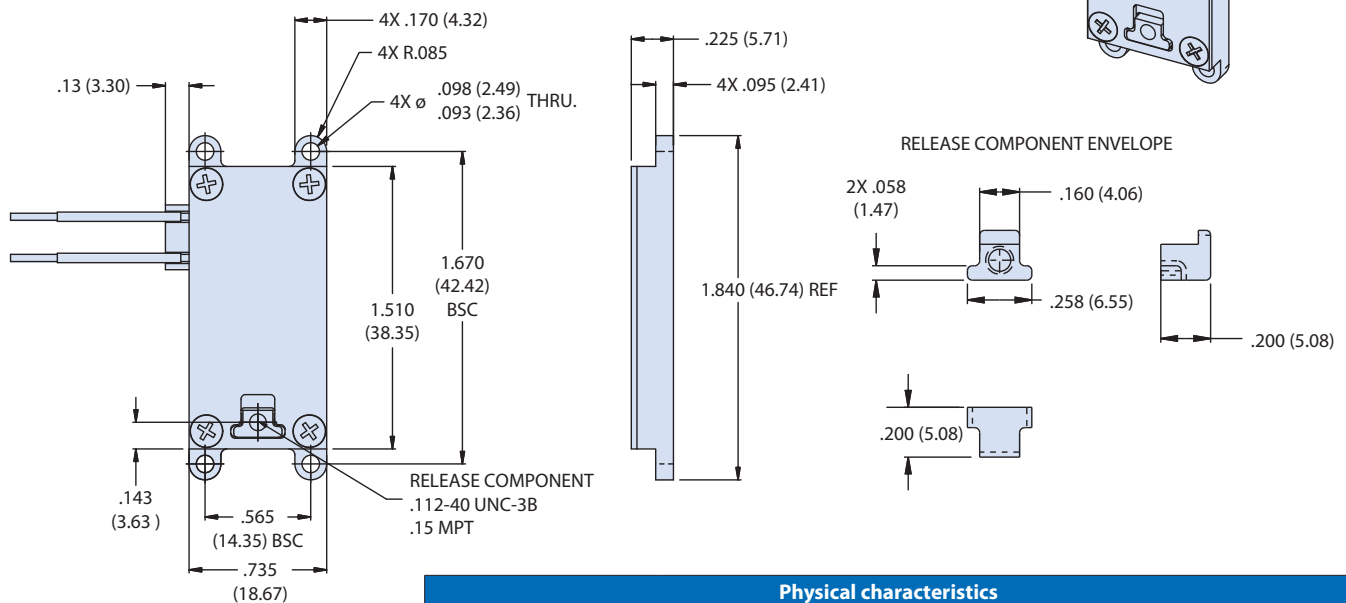 4X .170 (4.32)
4X R.085
.13 (3.30)
4X ø .098 (2.49) THRU.
.093 (2.36)
1.670
(42.42)
BSC
1.510
(38.35)
.143
(3.63 )
.565
(14.35) BSC
.735
(18.67)
RELEASE COMPONENT
.112-40 UNC-3B
.15 MPT
.225 (5.71)
4X .095 (2.41)
1.840 (46.74) REF
RELEASE COMPONENT ENVELOPE
2X .058
(1.47)
.160 (4.06)
.258 (6.55)
.200 (5.08)
.200 (5.08)
Physical characteristics